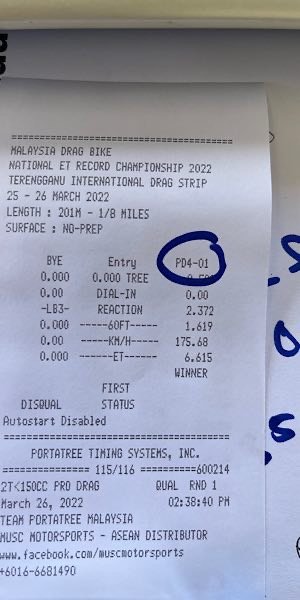 =================================
MALAYSIA DRAG BIKE
NATIONAL ET RECORD CHAMPIONSHIP 2022
TERENGGANU INTERNATIONAL DRAG STRIP
25 - 26 MARCH 2022
LENGTH : 201M - 1/8 MILES
SURFACE : NO-PREP
BYE Entry PD4-01
0.000 0.000 TREE
0.00 DIAL-IN 0.00
-LB3- REACTION 2.372
0.000 -----60FT----- 1.619
0.00 -----KM/H----- 175.68
0.000 ------ET------ 6.615
WINNER
FIRST
DISQUAL STATUS
Autostart Disabled
=================================
PORTATREE TIMING SYSTEMS, INC.
============== 115/116 =========600214
2T<150CC PRO DRAG QUAL RND 1
March 26, 2022 02:38:40 PM
TEAM PORTATREE MALAYSIA
MUSC MOTORSPORTS - ASEAN DISTRIBUTOR
www.facebook.com/muscmotorsports
+6016-6681490